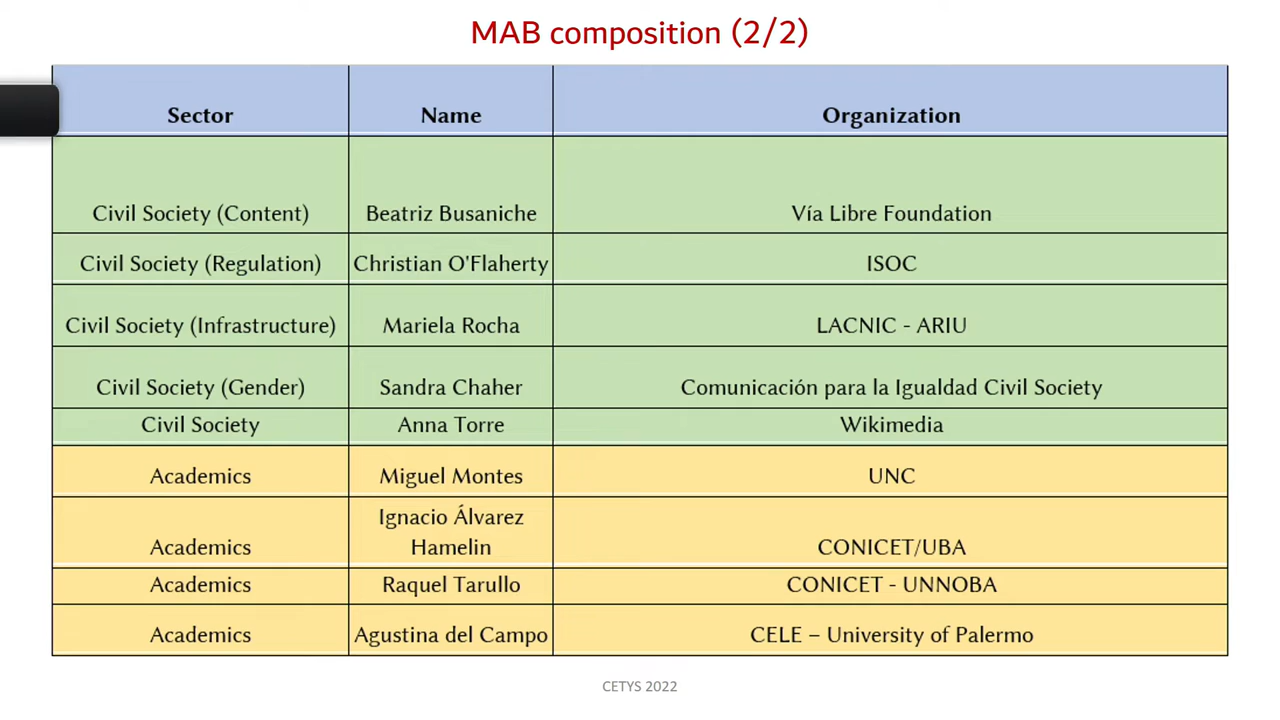 MAB composition (2/2)
Sector Name Organization
Civil Society (Content) Beatriz Busaniche Vía Libre Foundation
Civil Society (Regulation) Christian O'Flaherty ISOC
Civil Society (Infrastructure) Mariela Rocha LACNIC - ARIU
Civil Society (Gender) Sandra Chaher Comunicación para la Igualdad Civil Society
Civil Society Anna Torre Wikimedia
Academics Miguel Montes UNC
Ignacio Álvarez
Academics Hamelin CONICET/UBA
Academics Raquel Tarullo CONICET - UNNOBA
Academics Agustina del Campo CELE – University of Palermo
CETYS 2022